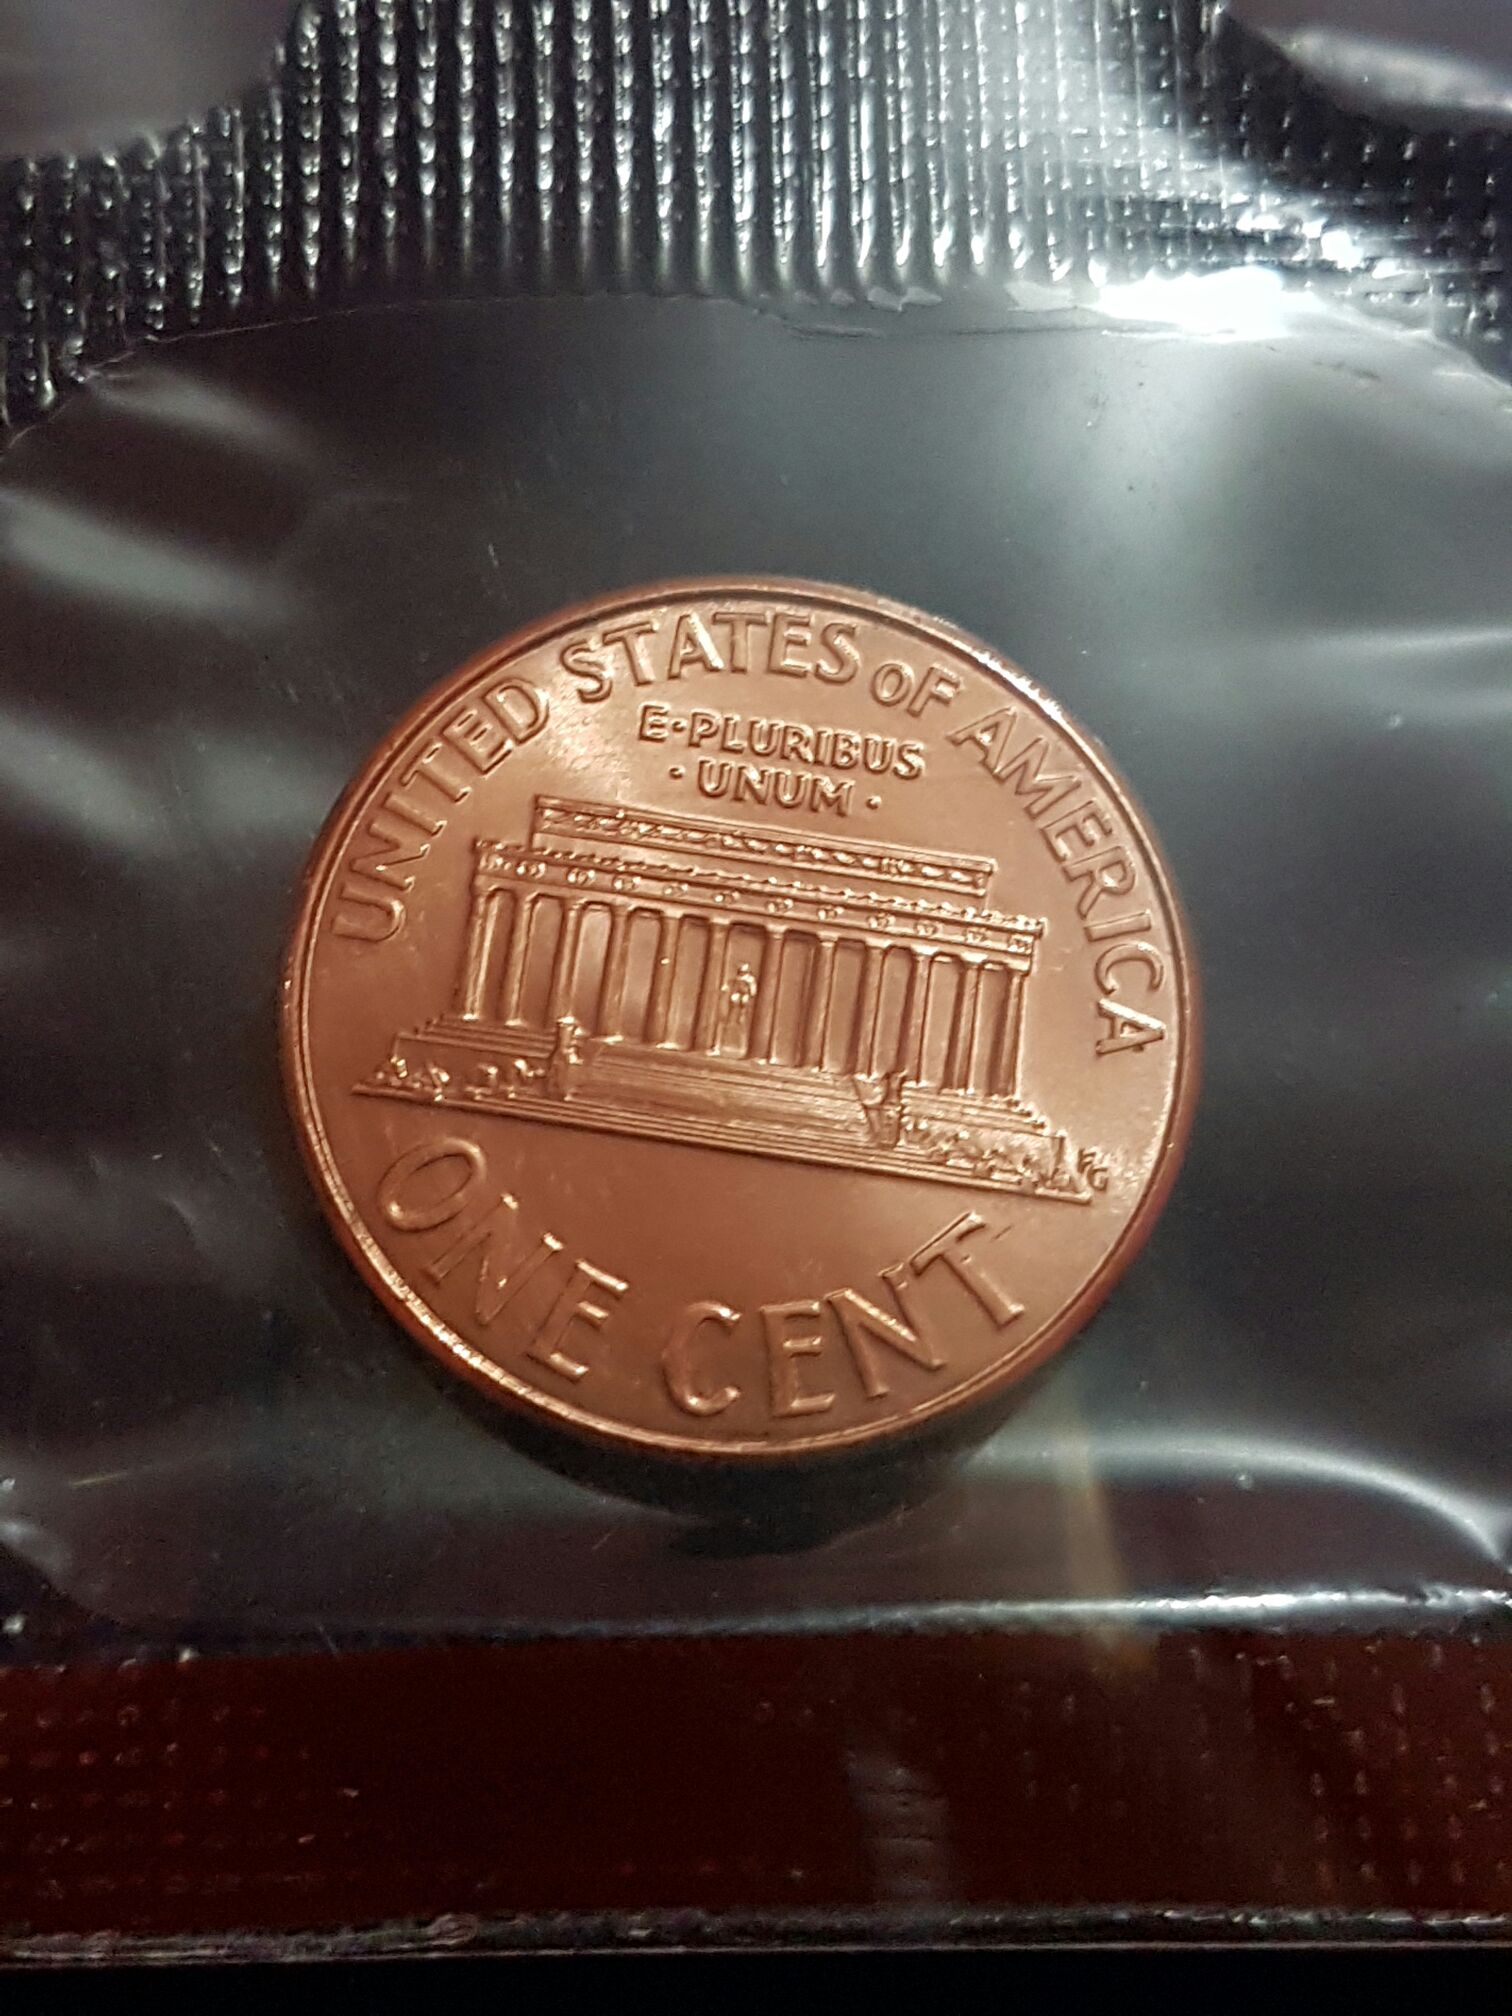 UNITED STATES OF AMERICA
E·PLURIBUS
·UNUM·
FG
ONE CENT